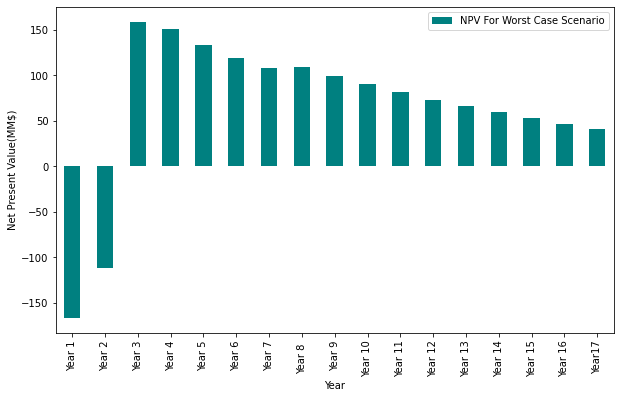 NPV For Worst Case Scenario
Net Present Value(MM$)
150
100
50
0
−50
−100
−150
Year 1
Year 2
Year 3
Year 4
Year 5
Year 6
Year 7
Year 8
Year 9
Year 10
Year 11
Year 12
Year 13
Year 14
Year 15
Year 16
Year17
Year